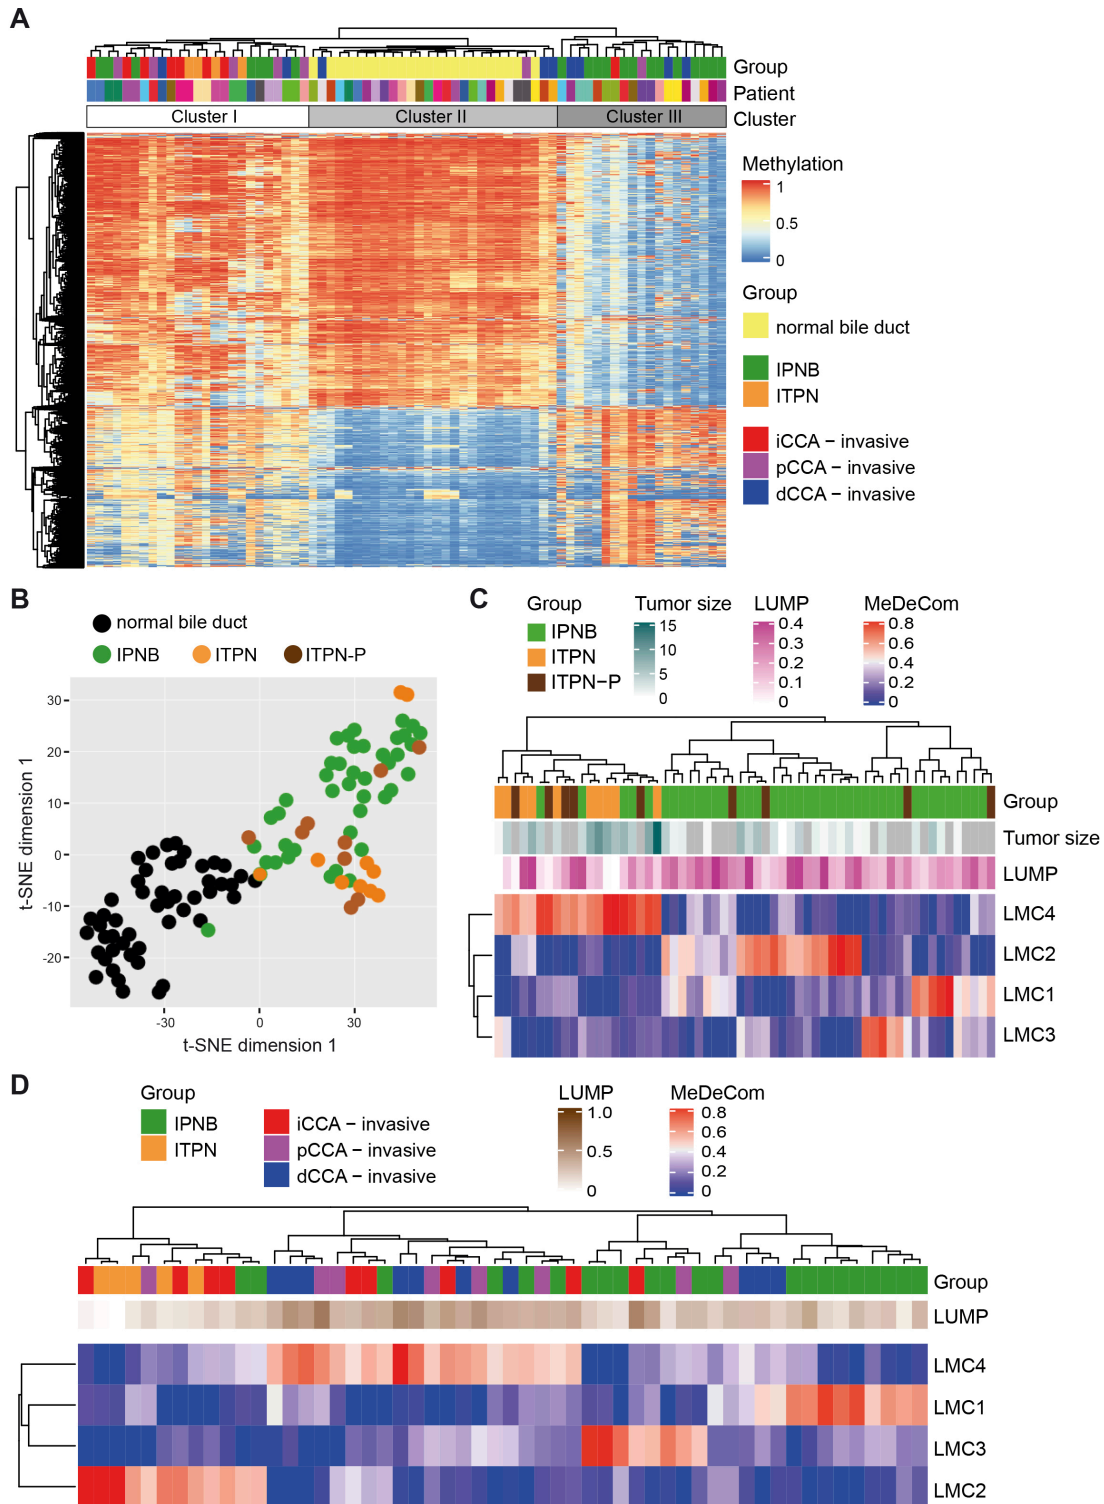 A
Group
Patient
Cluster I
Cluster II
Cluster III
Cluster
Methylation
1
0.5
0
Group
normal bile duct
IPNB
ITPN
iCCA – invasive
pCCA – invasive
dCCA – invasive
B
normal bile duct
IPNB
ITPN
ITPN-P
30
20
10
0
-10
-20
t-SNE dimension 1
-30
0
30
t-SNE dimension 1
C
Group
IPNB
ITPN
ITPN–P
Tumor size
15
10
5
0
LUMP
0.4
0.3
0.2
0.1
0
MeDeCom
0.8
0.6
0.4
0.2
0
Group
Tumor size
LUMP
LMC4
LMC2
LMC1
LMC3
D
Group
IPNB
ITPN
iCCA – invasive
pCCA – invasive
dCCA – invasive
LUMP
1.0
0.5
0
MeDeCom
0.8
0.6
0.4
0.2
0
Group
LUMP
LMC4
LMC1
LMC3
LMC2